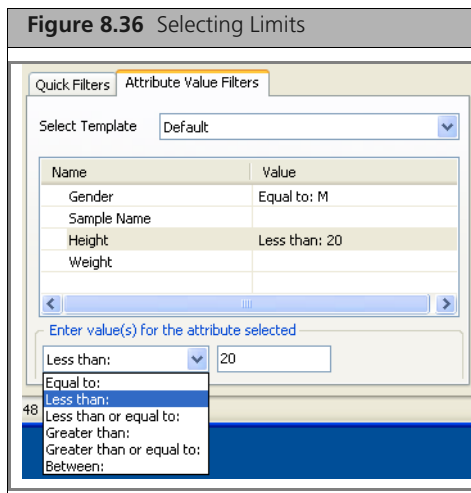 Figure 8.36 Selecting Limits
Quick Filters Attribute Value Filters
Select Template Default
Name Value
Gender Equal to: M
Sample Name
Height Less than: 20
Weight
Enter value(s) for the attribute selected
Less than: 20
Equal to:
48 Less than:
Less than or equal to:
Greater than:
Greater than or equal to:
Between: